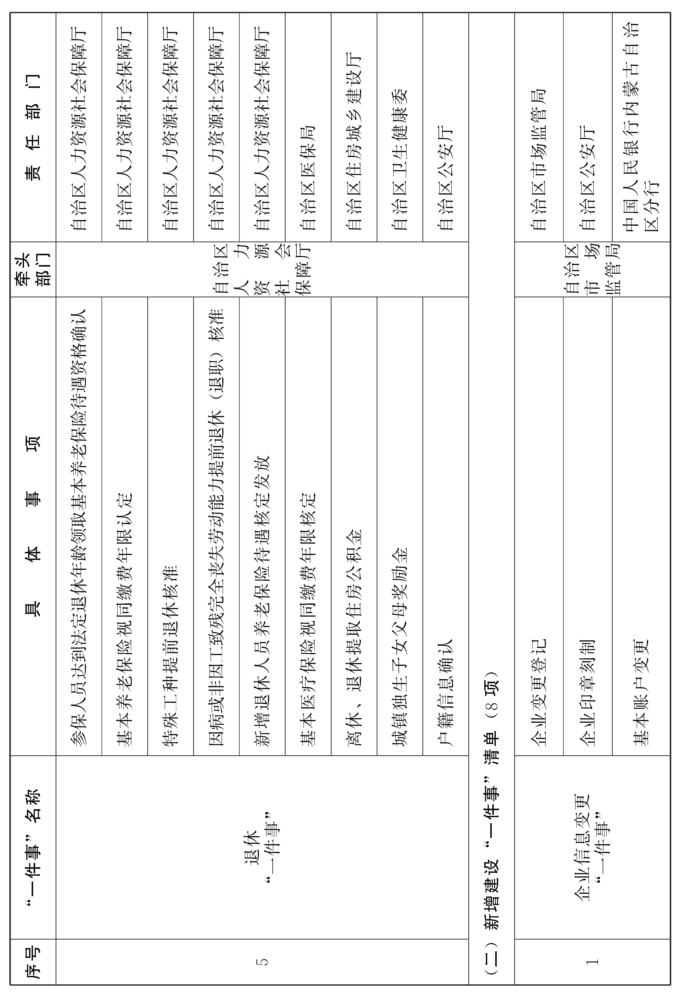 序号
“一件事”名称
具体事项
牵头
部门
责任部门
5
退休
“一件事”
参保人员达到法定退休年龄领取基本养老保险待遇资格确认
自治区
人力
资源
社会
保障厅
自治区人力资源社会保障厅
基本养老保险视同缴费年限认定
自治区人力资源社会保障厅
特殊工种提前退休核准
自治区人力资源社会保障厅
因病或非因工致残完全丧失劳动能力提前退休（退职）核准
自治区人力资源社会保障厅
新增退休人员养老保险待遇核定发放
自治区人力资源社会保障厅
基本医疗保险视同缴费年限核定
自治区医保局
离休、退休提取住房公积金
自治区住房城乡建设厅
城镇独生子女父母奖励金
自治区卫生健康委
户籍信息确认
自治区公安厅
（二）新增建设“一件事”清单（8项）
1
企业信息变更
“一件事”
企业变更登记
自治区
市场
监管局
自治区市场监管局
企业印章刻制
自治区公安厅
基本账户变更
中国人民银行内蒙古自治
区分行